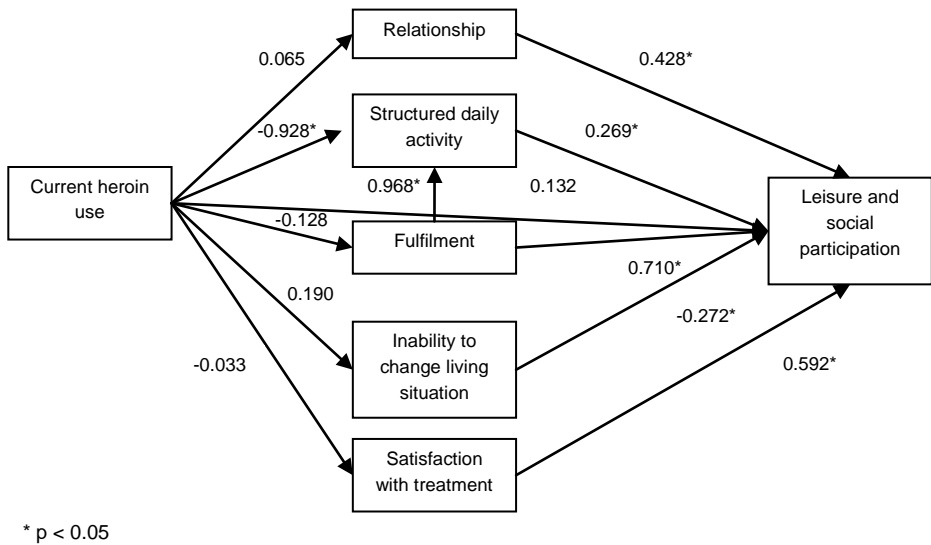 Relationship
0.065
0.428*
Structured daily
activity
-0.928*
0.269*
Current heroin
use
0.968*
0.132
Leisure and
social
participation
-0.128
Fulfilment
0.710*
0.190
-0.272*
Inability to
change living
situation
-0.033
0.592*
Satisfaction
with treatment
* p < 0.05